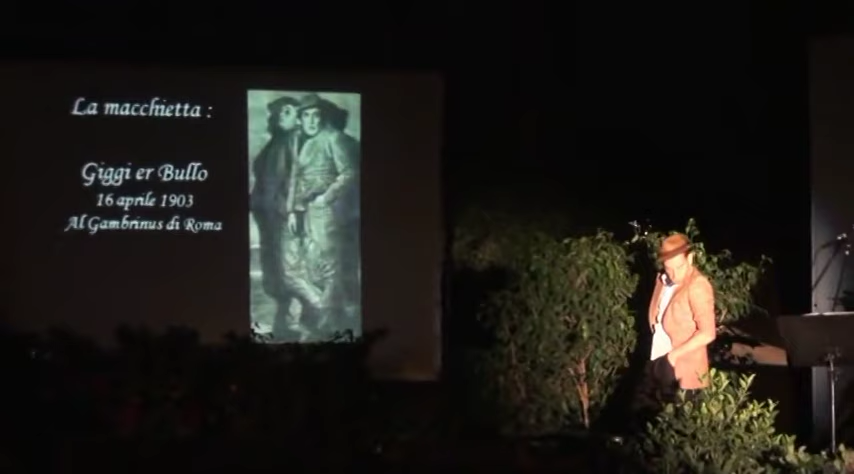 La macchietta :
Giggi er Bullo
16 aprile 1903
Al Gambrinus di Roma